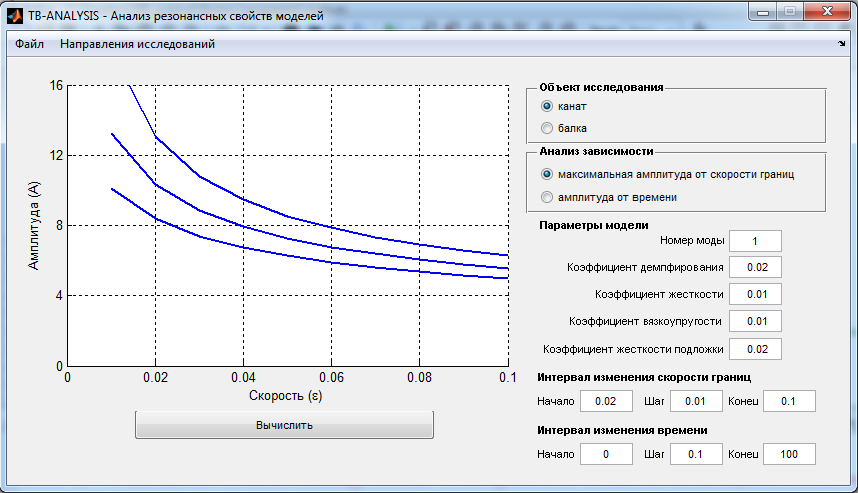 TB-ANALYSIS - Анализ резонансных свойств моделей
Файл Направления исследований
16
12
8
4
0
Амплитуда (A)
0 0.02 0.04 0.06 0.08 0.1
Скорость (ε)
Вычислить
Объект исследования
канат
балка
Анализ зависимости
максимальная амплитуда от скорости границ
амплитуда от времени
Параметры модели
Номер моды 1
Коэффициент демпфирования 0.02
Коэффициент жесткости 0.01
Коэффициент вязкоупругости 0.01
Коэффициент жесткости подложки 0.02
Интервал изменения скорости границ
Начало 0.02 Шаг 0.01 Конец 0.1
Интервал изменения времени
Начало 0 Шаг 0.1 Конец 100